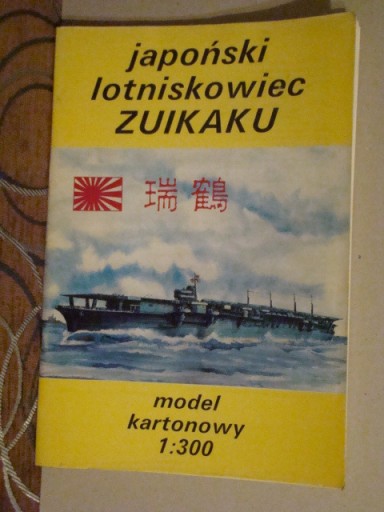 japoński
lotniskowiec
ZUIKAKU
瑞鶴
model
kartonowy
1:300